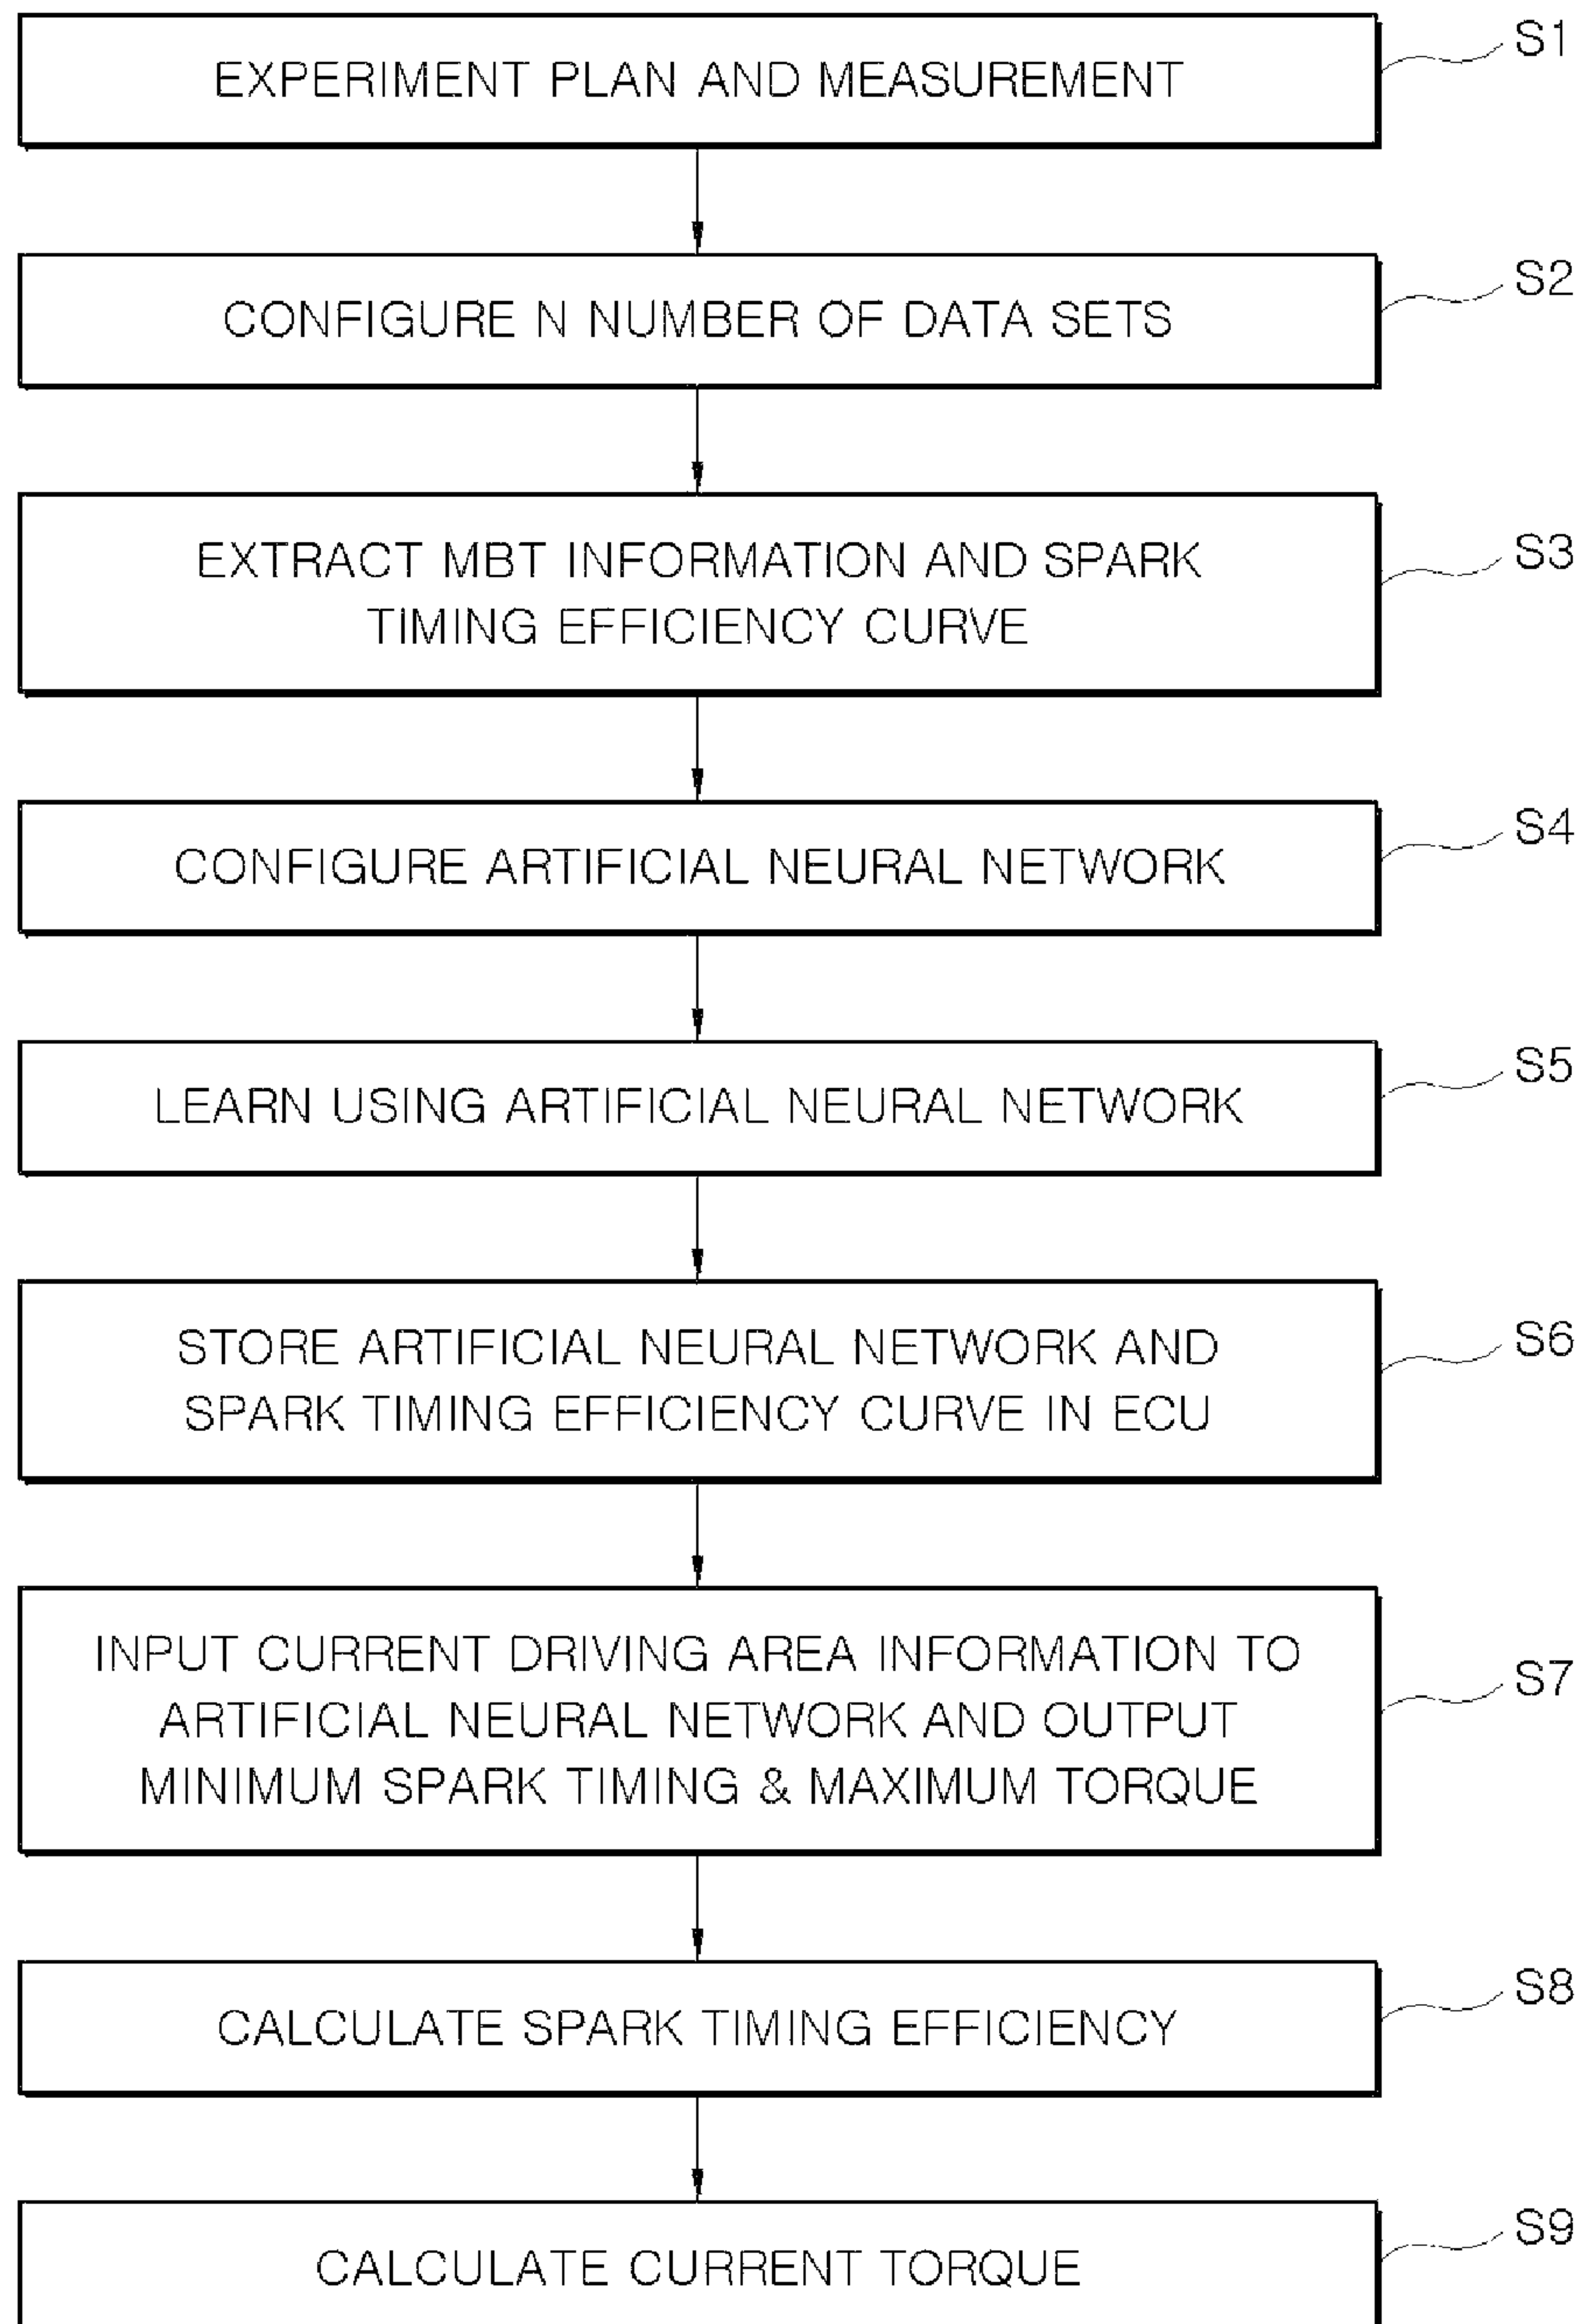 EXPERIMENT PLAN AND MEASUREMENT
S1
CONFIGURE N NUMBER OF DATA SETS
S2
EXTRACT MBT INFORMATION AND SPARK
TIMING EFFICIENCY CURVE
S3
CONFIGURE ARTIFICIAL NEURAL NETWORK
S4
LEARN USING ARTIFICIAL NEURAL NETWORK
S5
STORE ARTIFICIAL NEURAL NETWORK AND
SPARK TIMING EFFICIENCY CURVE IN ECU
S6
INPUT CURRENT DRIVING AREA INFORMATION TO
ARTIFICIAL NEURAL NETWORK AND OUTPUT
MINIMUM SPARK TIMING & MAXIMUM TORQUE
S7
CALCULATE SPARK TIMING EFFICIENCY
S8
CALCULATE CURRENT TORQUE
S9